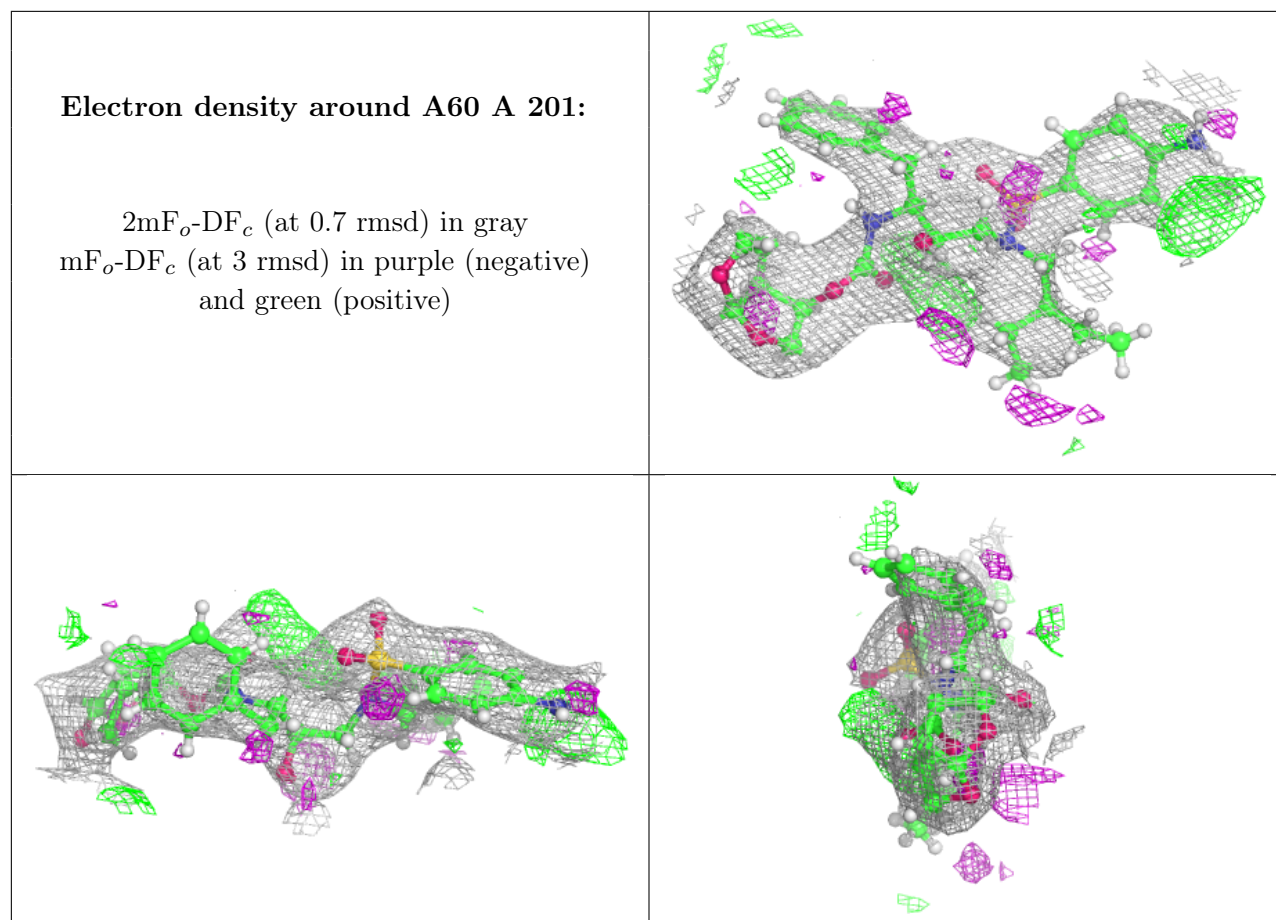 Electron density around A60 A 201:
2mFo-DFc (at 0.7 rmsd) in gray
mFo-DFc (at 3 rmsd) in purple (negative)
and green (positive)